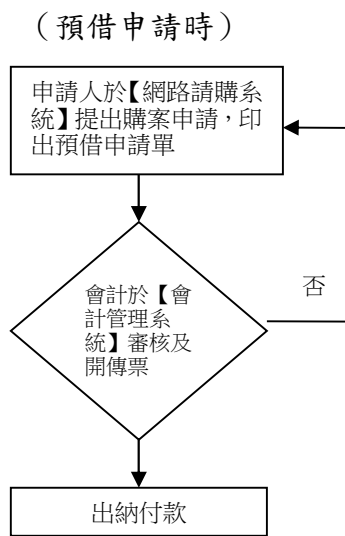 （預借申請時）
申請人於【網路請購系
統】提出購案申請，印
出預借申請單
會計於【會
計管理系
統】審核及
開傳票
否
出納付款